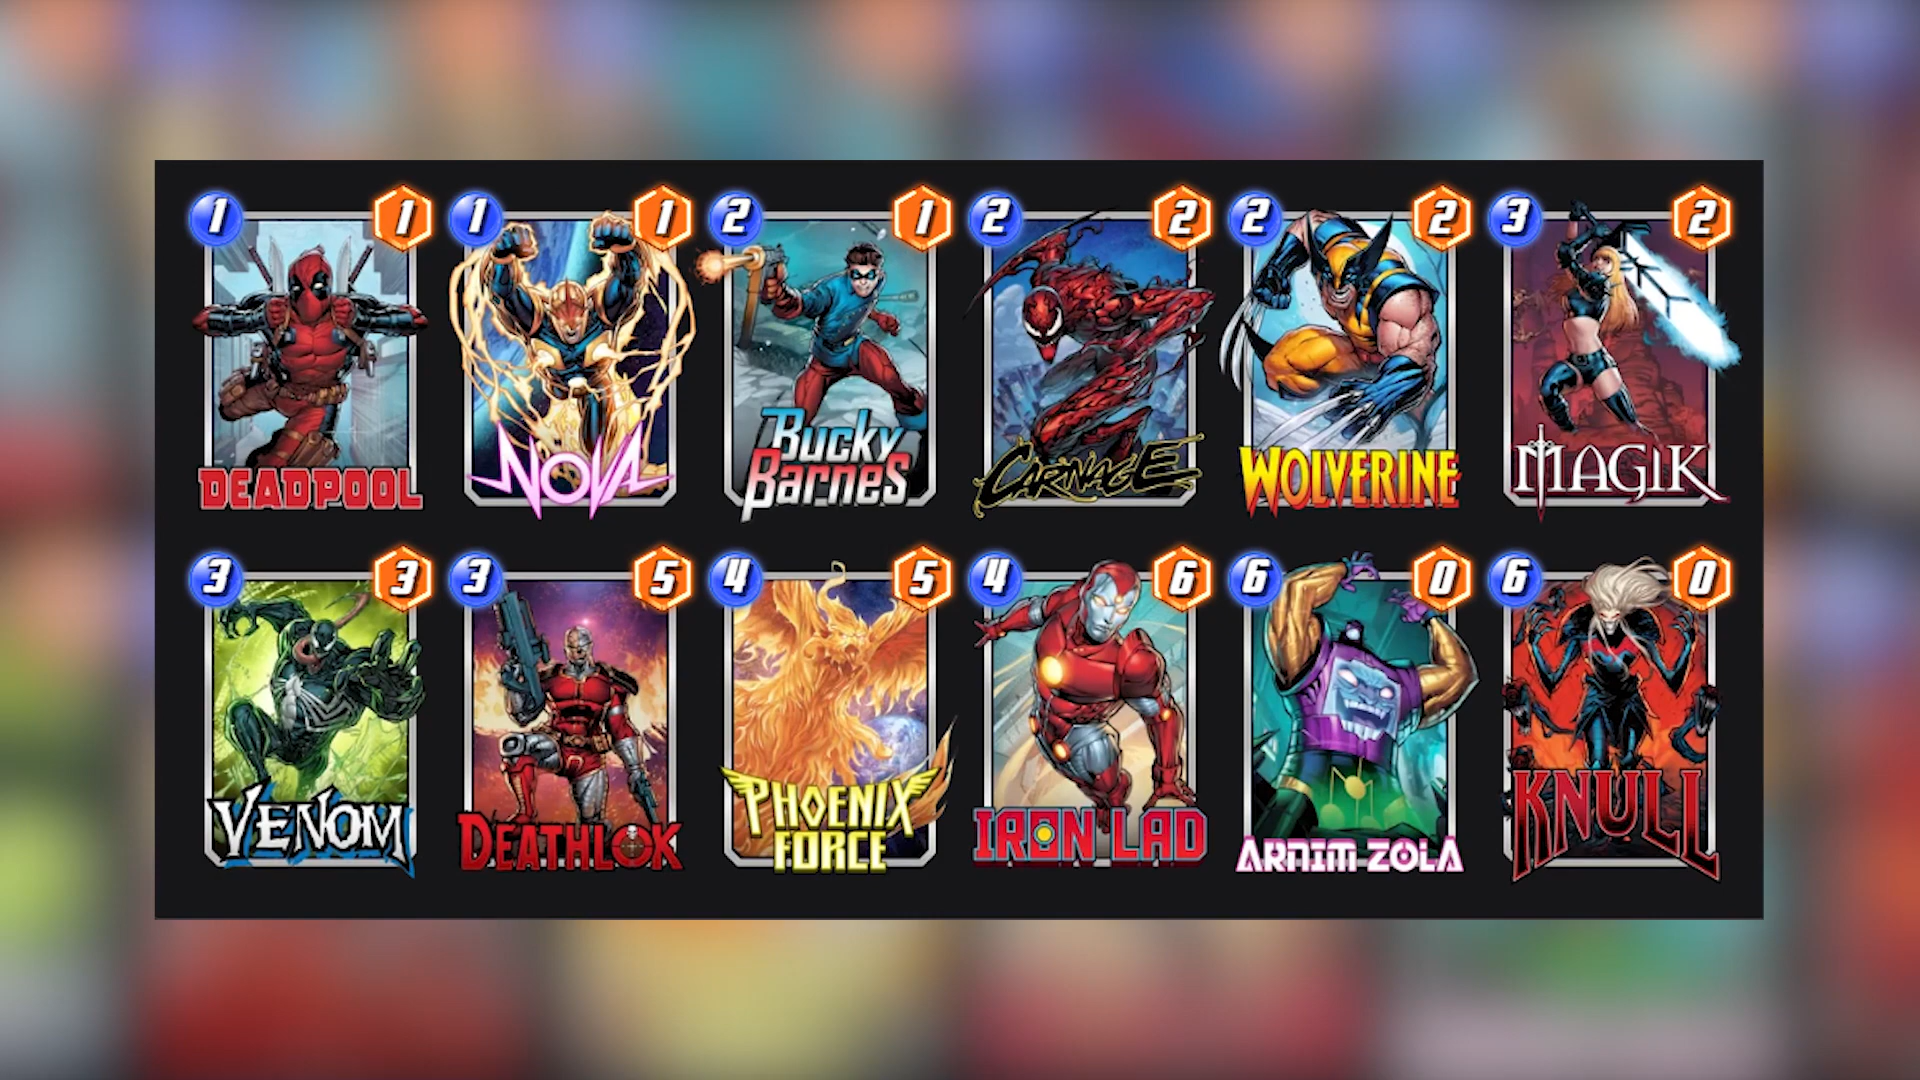 1 1 1 1 2 1 2 2 2 2 3 2
DEADPOOL
NOVA
Bucky
Barnes
CARNAGE
WOLVERINE
MAGIK
3 3 3 5 4 5 4 6 6 0 6 0
VENOM
DEATHLOK
PHOENIX
FORCE
IRON LAD
ARNIM ZOLA
KNULL